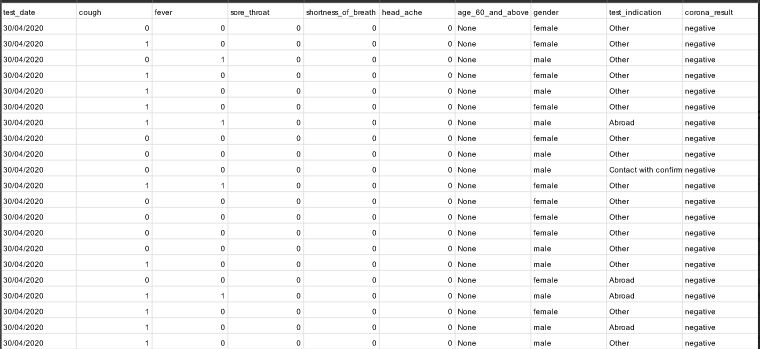 test_date cough fever sore_throat shortness_of_breath head_ache age_60_and_above gender test_indication corona_result
30/04/2020 0 0 0 0 0 None female Other negative
30/04/2020 1 0 0 0 0 None female Other negative
30/04/2020 0 1 0 0 0 None male Other negative
30/04/2020 1 0 0 0 0 None female Other negative
30/04/2020 1 0 0 0 0 None male Other negative
30/04/2020 1 0 0 0 0 None female Other negative
30/04/2020 1 1 0 0 0 None male Abroad negative
30/04/2020 0 0 0 0 0 None female Other negative
30/04/2020 0 0 0 0 0 None male Other negative
30/04/2020 0 0 0 0 0 None male Contact with confirm negative
30/04/2020 1 1 0 0 0 None female Other negative
30/04/2020 0 0 0 0 0 None female Other negative
30/04/2020 0 0 0 0 0 None female Other negative
30/04/2020 0 0 0 0 0 None female Other negative
30/04/2020 0 0 0 0 0 None male Other negative
30/04/2020 1 0 0 0 0 None male Other negative
30/04/2020 0 0 0 0 0 None female Abroad negative
30/04/2020 1 1 0 0 0 None male Abroad negative
30/04/2020 1 0 0 0 0 None female Other negative
30/04/2020 1 0 0 0 0 None male Abroad negative
30/04/2020 1 0 0 0 0 None male Other negative